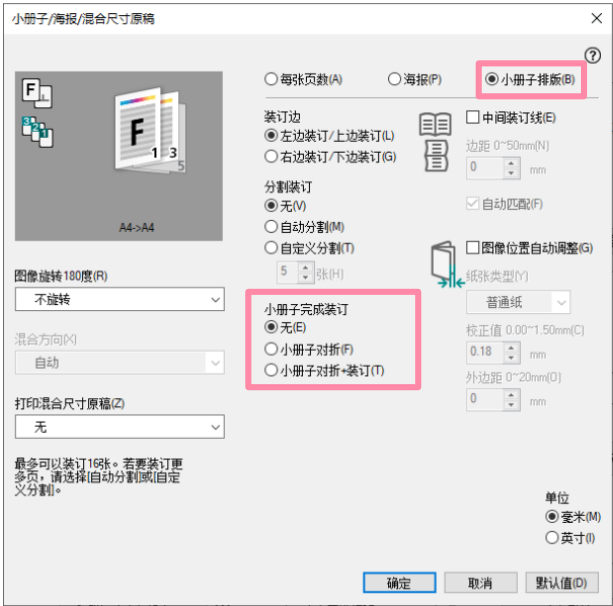 小册子/海报/混合尺寸原稿
F
1
3 2 1
F
1 3
5
A4->A4
图像旋转180度(R)
不旋转
混合方向(X)
自动
打印混合尺寸原稿(Z)
无
最多可以装订16张。若要装订更
多页，请选择[自动分割]或[自定
义分割]。
每张页数(A) 海报(P) 小册子排版(B)
装订边
左边装订/上边装订(L)
右边装订/下边装订(G)
分割装订
无(V)
自动分割(M)
自定义分割(T)
5 张(H)
小册子完成装订
无(E)
小册子对折(F)
小册子对折+装订(T)
中间装订线(E)
边距 0~50mm(N)
0 mm
自动匹配(F)
图像位置自动调整(G)
纸张类型(Y)
普通纸
校正值 0.00~1.50mm(C)
0.18 mm
外边距 0~20mm(O)
0 mm
单位
毫米(M)
英寸(I)
确定 取消 默认值(D)